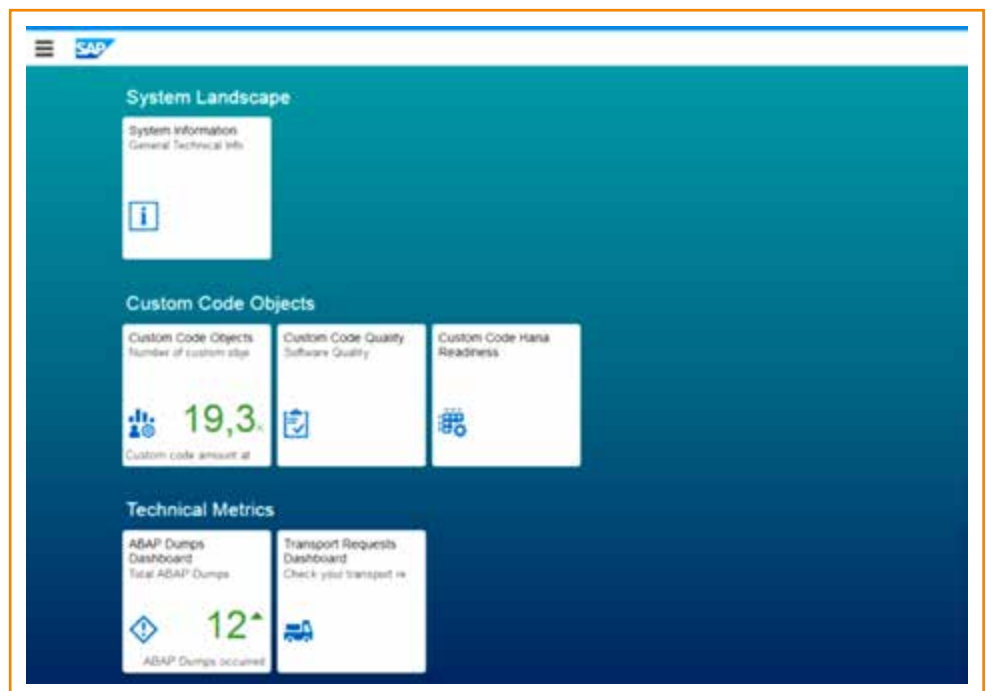 SAP
System Landscape
System Information
General Technical Info
i
Custom Code Objects
Custom Code Objects
Number of custom obje
19,3
K
Custom code amount at
Custom Code Quality
Software Quality
Custom Code Hana
Readiness
Technical Metrics
ABAP Dumps
Dashboard
Total ABAP Dumps
12
ABAP Dumps occurred
Transport Requests
Dashboard
Check your transport re